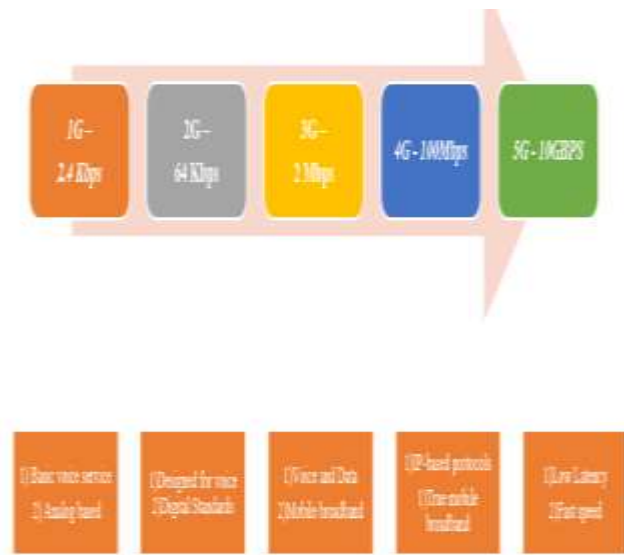 1G –
2.4 Kbps
2G –
64 Kbps
3G –
2 Mbps
4G - 100Mbps
5G - 10GBPS
1) Basic voice service
2) Analog based
1)Designed for voice
2)Digital Standards
1)Voice and Data
2)Mobile broadband
1)IP-based protocols
1)True mobile
broadband
1)Low Latency
2)Fast speed